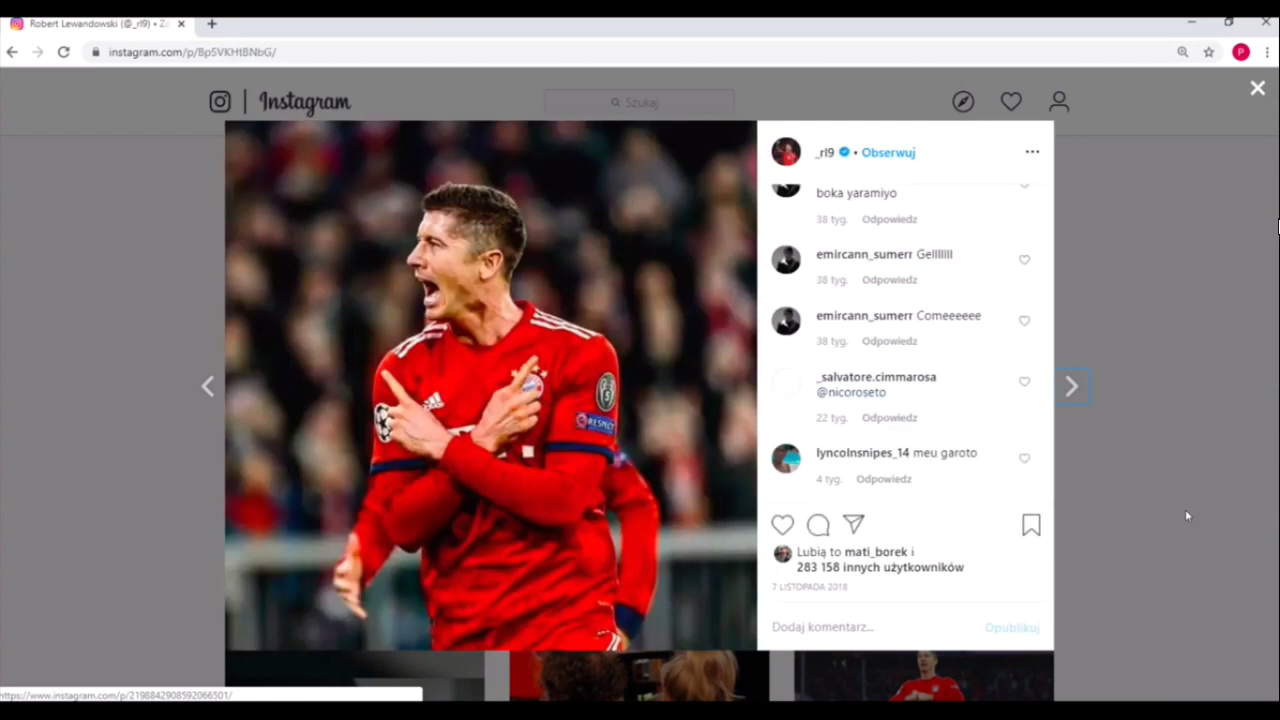 Robert Lewandowski (@_rl9) • Z
instagram.com/p/Bp5VKHtBNbG/
P
Instagram
Szukaj
_rl9 • Obserwuj
boka yaramiyo
38 tyg. Odpowiedz
emircann_sumerr Gelllllll
38 tyg. Odpowiedz
emircann_sumerr Comeeeeee
38 tyg. Odpowiedz
_salvatore.cimmarosa
@nicoroseto
22 tyg. Odpowiedz
lyncolnsnipes_14 meu garoto
4 tyg. Odpowiedz
Lubią to mati_borek i
283 158 innych użytkowników
7 LISTOPADA 2018
Dodaj komentarz...
Opublikuj
RESPECT
5
https://www.instagram.com/p/2198842908592066501/